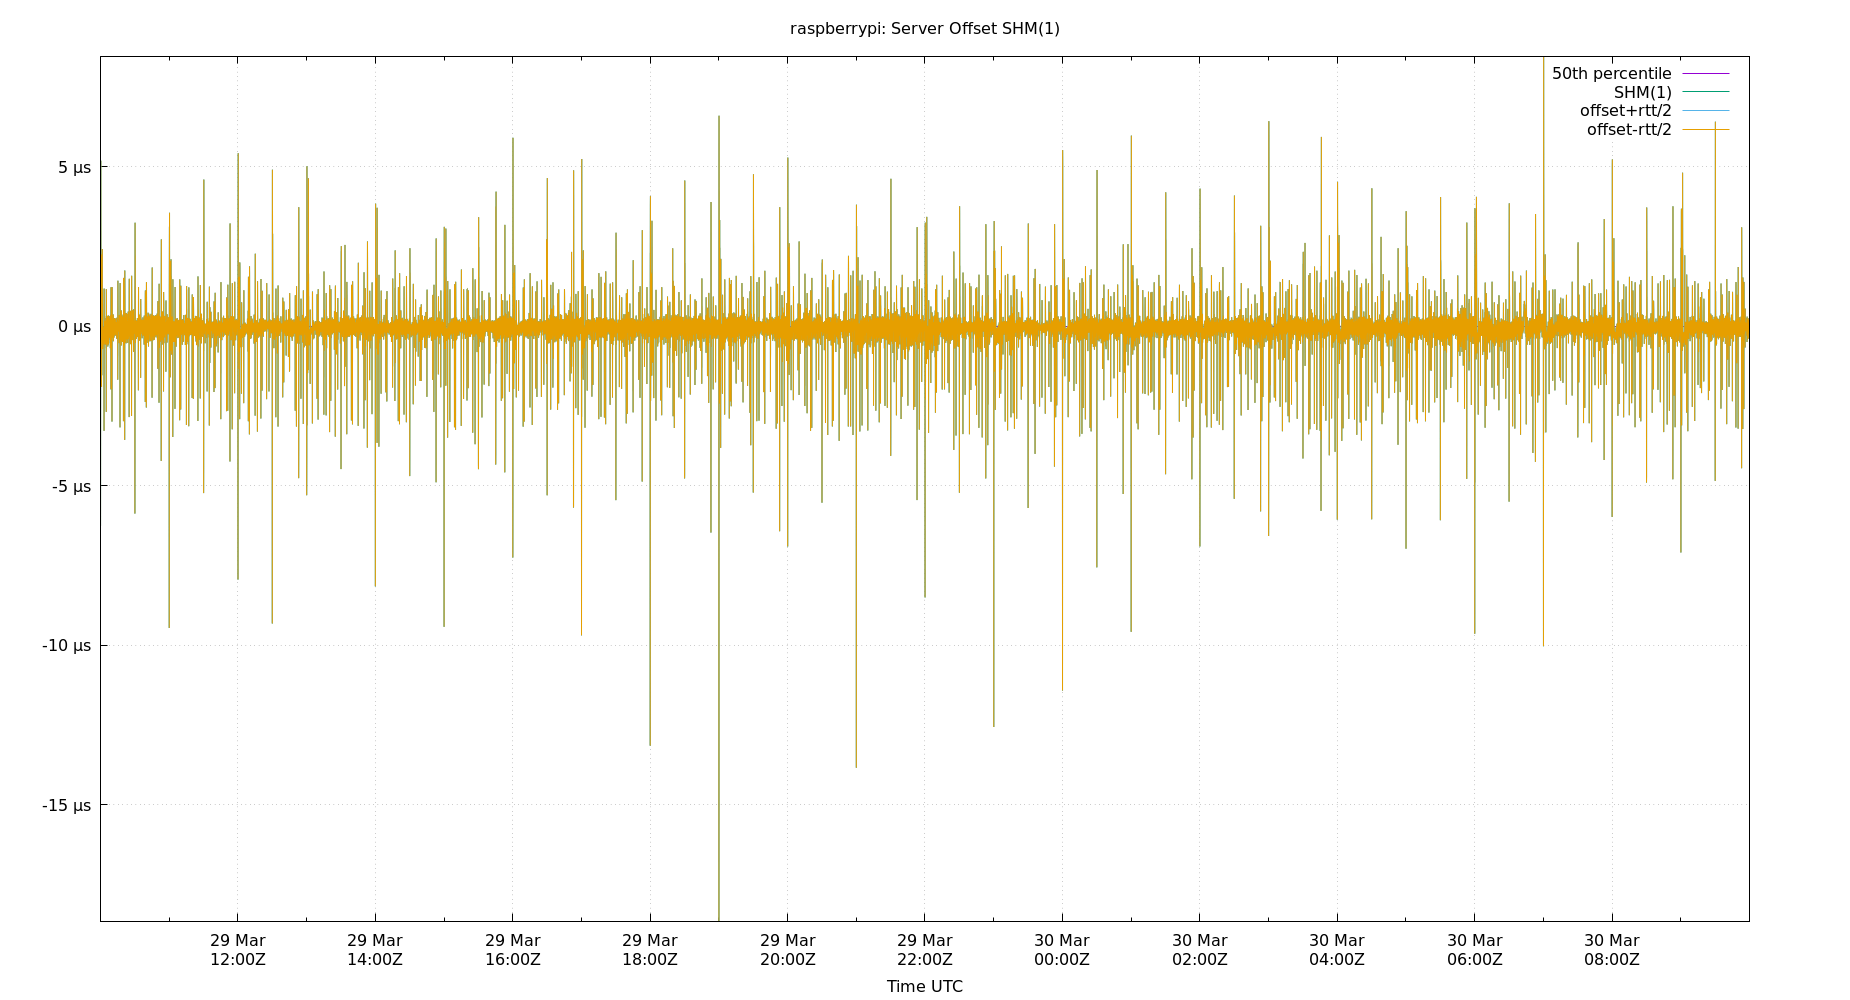 raspberrypi: Server Offset SHM(1)
50th percentile
SHM(1)
offset+rtt/2
offset-rtt/2
5 µs
0 µs
-5 µs
-10 µs
-15 µs
29 Mar 29 Mar 29 Mar 29 Mar 29 Mar 29 Mar 30 Mar 30 Mar 30 Mar 30 Mar 30 Mar
12:00Z 14:00Z 16:00Z 18:00Z 20:00Z 22:00Z 00:00Z 02:00Z 04:00Z 06:00Z 08:00Z
Time UTC